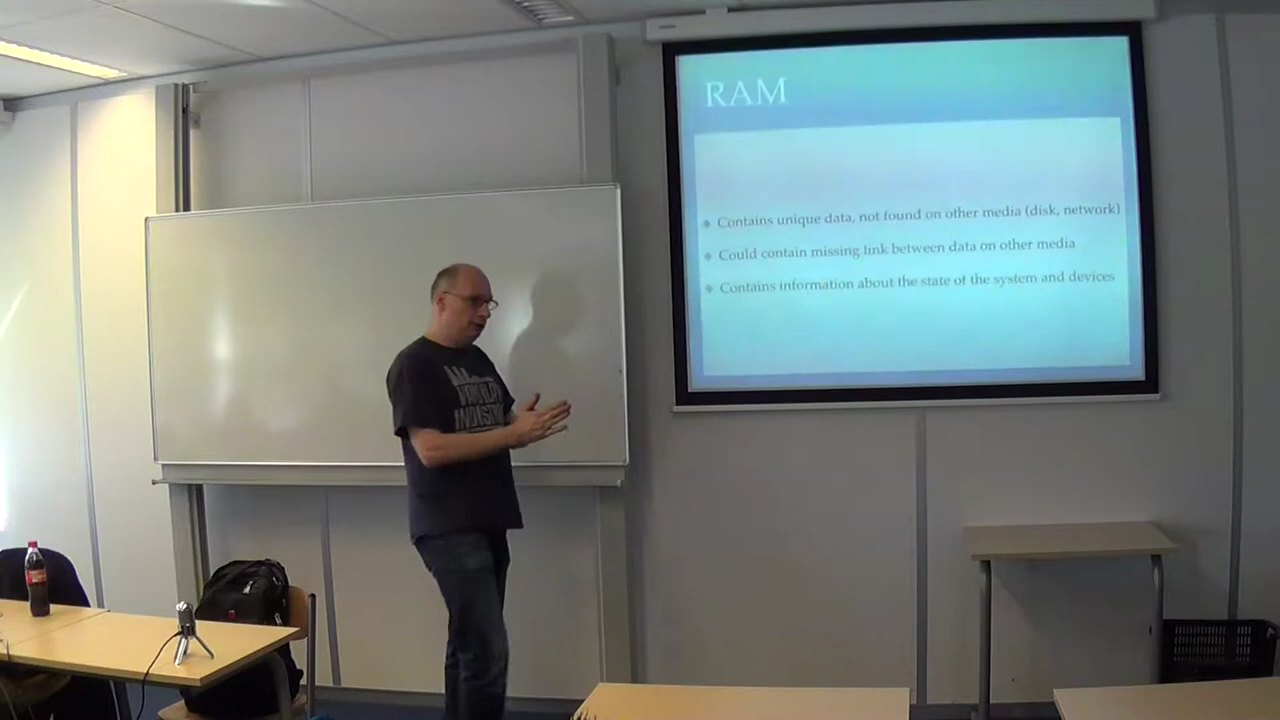 RAM
Contains unique data, not found on other media (disk, network)
Could contain missing link between data on other media
Contains information about the state of the system and devices